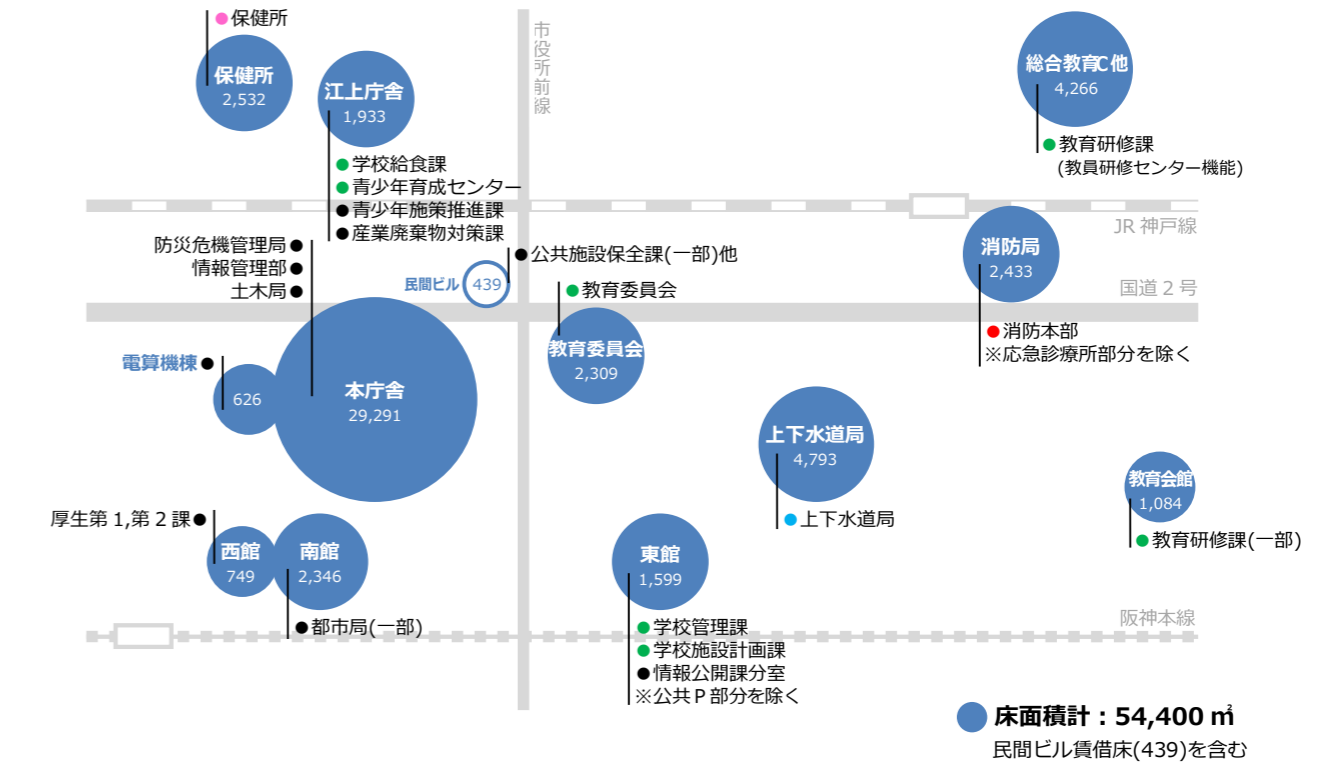 保健所
保健所
2,532
江上庁舎
1,933
学校給食課
青少年育成センター
青少年施策推進課
産業廃棄物対策課
市役所前線
総合教育C他
4,266
教育研修課
(教員研修センター機能)
JR 神戸線
防災危機管理局
情報管理部
土木局
民間ビル
439
公共施設保全課(一部)他
消防局
2,433
消防本部
※応急診療所部分を除く
国道2号
教育委員会
教育委員会
2,309
電算機棟
626
本庁舎
29,291
上下水道局
4,793
上下水道局
教育会館
1,084
教育研修課(一部)
厚生第1,第2課
西館
749
南館
2,346
都市局(一部)
東館
1,599
学校管理課
学校施設計画課
情報公開課分室
※公共P部分を除く
阪神本線
床面積計：54,400 ㎡
民間ビル賃借床(439)を含む